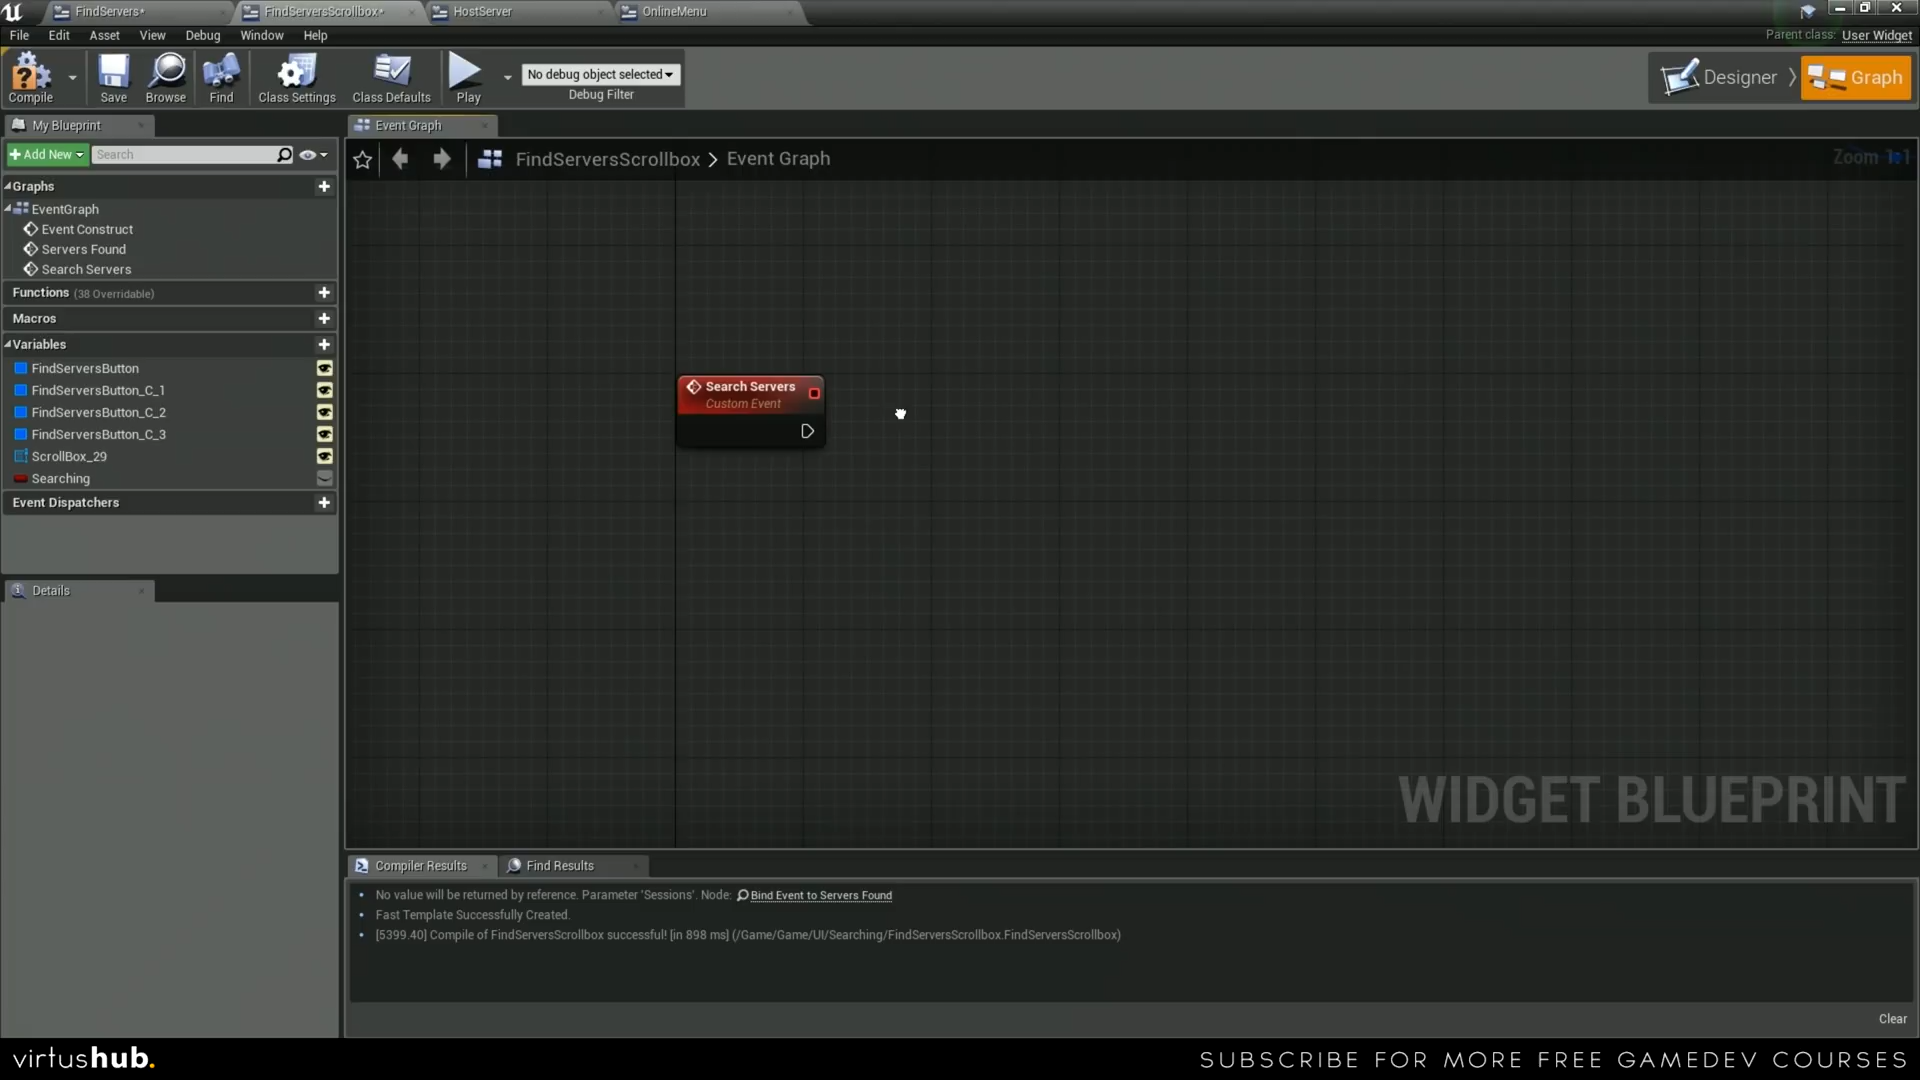 FindServers*
FindServersScrollbox*
HostServer
OnlineMenu
File Edit Asset View Debug Window Help
Parent class: User Widget
Compile
Save
Browse
Find
Class Settings
Class Defaults
Play
No debug object selected
Debug Filter
Designer
Graph
My Blueprint
Event Graph
Add New
Search
FindServersScrollbox > Event Graph
Zoom 1:1
Graphs
EventGraph
Event Construct
Servers Found
Search Servers
Functions (38 Overridable)
Macros
Variables
FindServersButton
FindServersButton_C_1
FindServersButton_C_2
FindServersButton_C_3
ScrollBox_29
Searching
Event Dispatchers
Details
Search Servers
Custom Event
WIDGET BLUEPRINT
Compiler Results
Find Results
No value will be returned by reference. Parameter 'Sessions'. Node: Bind Event to Servers Found
Fast Template Successfully Created.
[5399.40] Compile of FindServersScrollbox successful! [in 898 ms] (/Game/Game/UI/Searching/FindServersScrollbox.FindServersScrollbox)
Clear
virtushub.
SUBSCRIBE FOR MORE FREE GAMEDEV COURSES